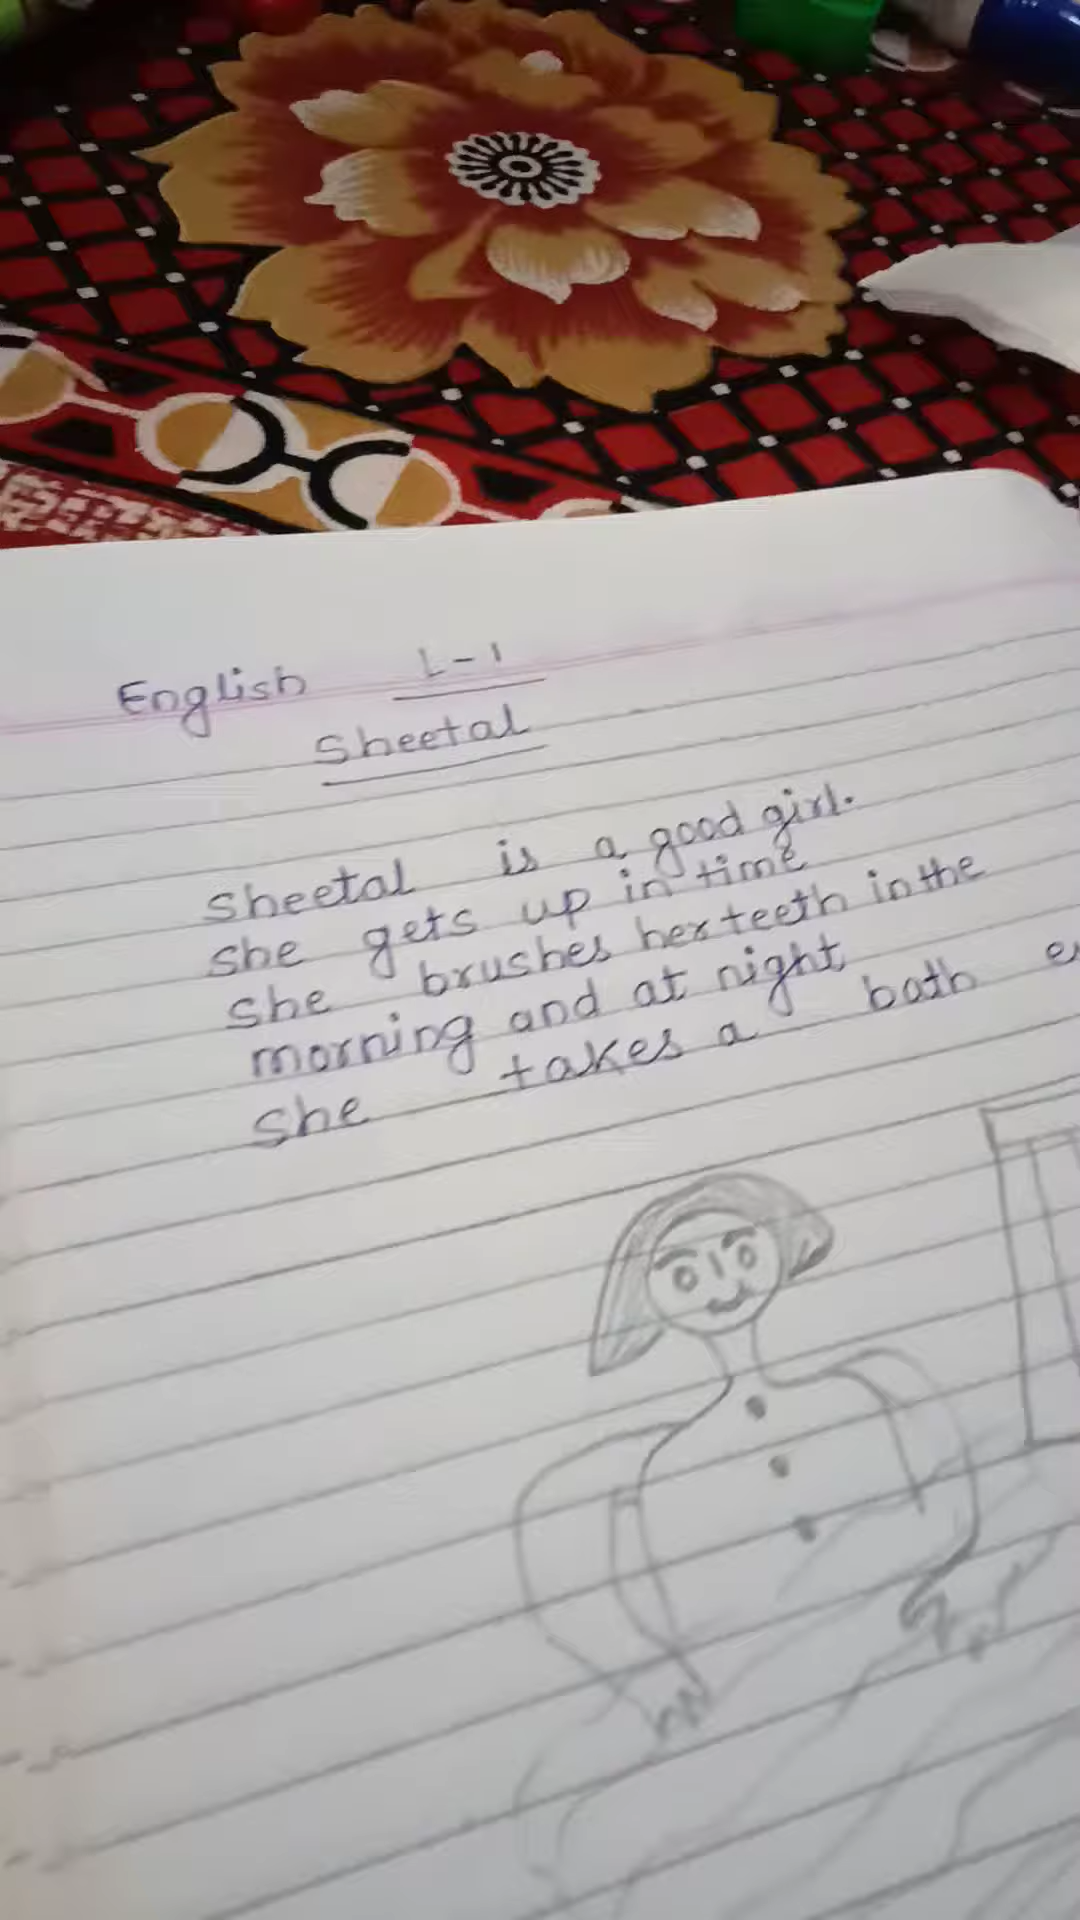 English L-1
Sheetal
Sheetal is a good girl.
She gets up in time
She brushes her teeth in the
morning and at night
She takes a bath